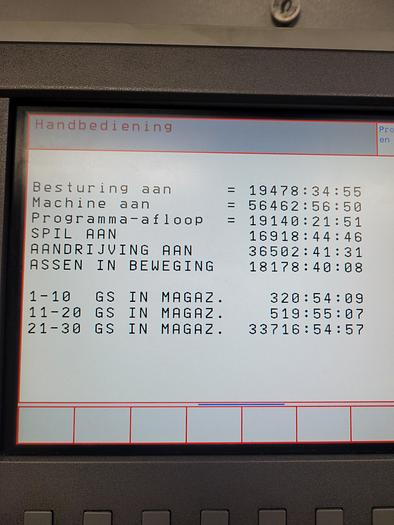 Handbediening
Pro
en
Besturing aan = 19478:34:55
Machine aan = 56462:56:50
Programma-afloop = 19140:21:51
SPIL AAN 16918:44:46
AANDRIJVING AAN 36502:41:31
ASSEN IN BEWEGING 18178:40:08
1-10 GS IN MAGAZ. 320:54:09
11-20 GS IN MAGAZ. 519:55:07
21-30 GS IN MAGAZ. 33716:54:57